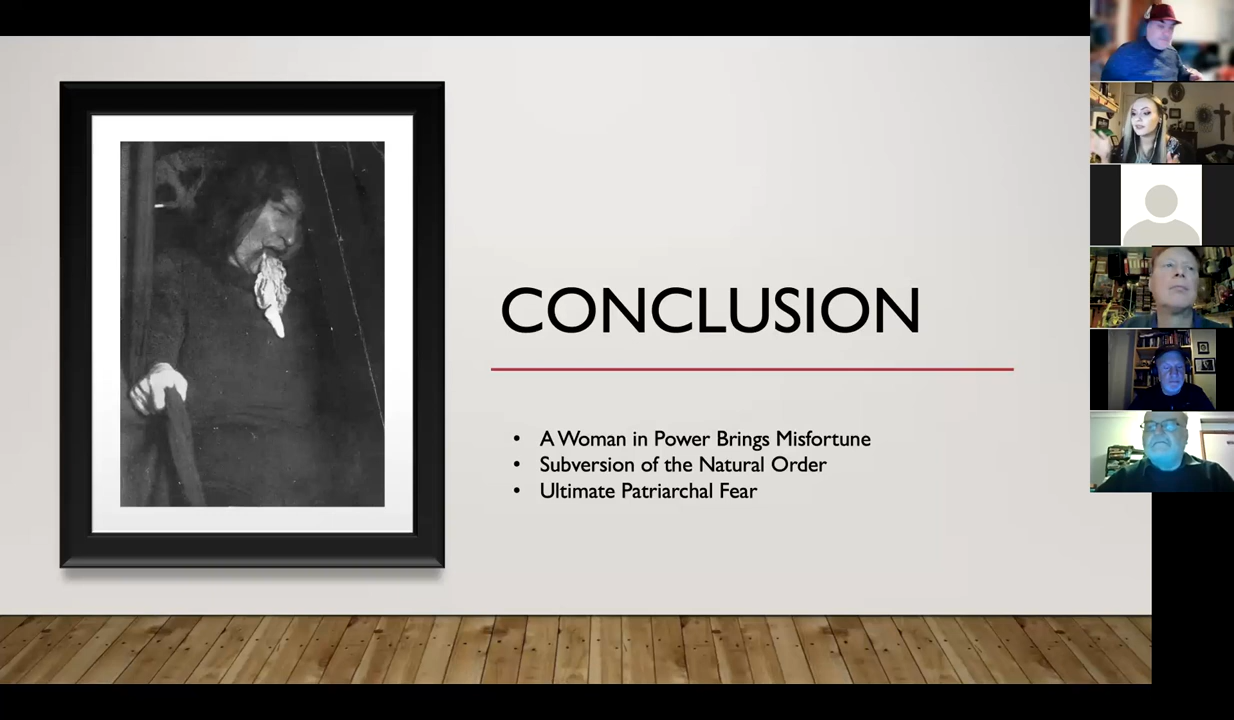 CONCLUSION
• A Woman in Power Brings Misfortune
• Subversion of the Natural Order
• Ultimate Patriarchal Fear